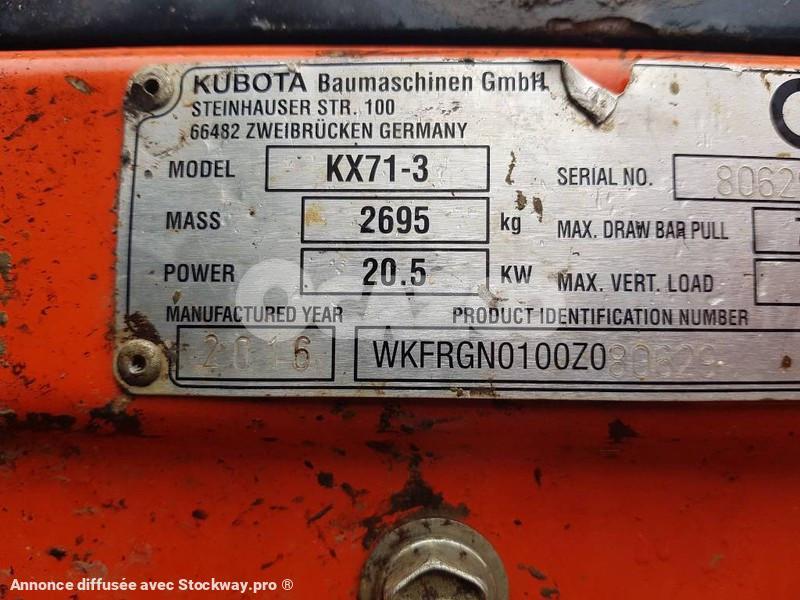 KUBOTA Baumaschinen GmbH
STEINHAUSER STR. 100
66482 ZWEIBRÜCKEN GERMANY
MODEL KX71-3 SERIAL NO. 80629
MASS 2695 kg MAX. DRAW BAR PULL
POWER 20.5 KW MAX. VERT. LOAD
MANUFACTURED YEAR PRODUCT IDENTIFICATION NUMBER
2016 WKFRGN0100Z080629
Annonce diffusée avec Stockway.pro ®